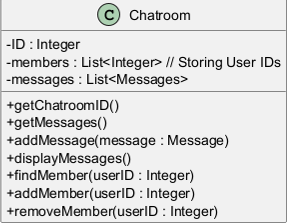 C Chatroom
-ID : Integer
-members : List<Integer> // Storing User IDs
-messages : List<Messages>
+getChatroomID()
+getMessages()
+addMessage(message : Message)
+displayMessages()
+findMember(userID : Integer)
+addMember(userID : Integer)
+removeMember(userID : Integer)